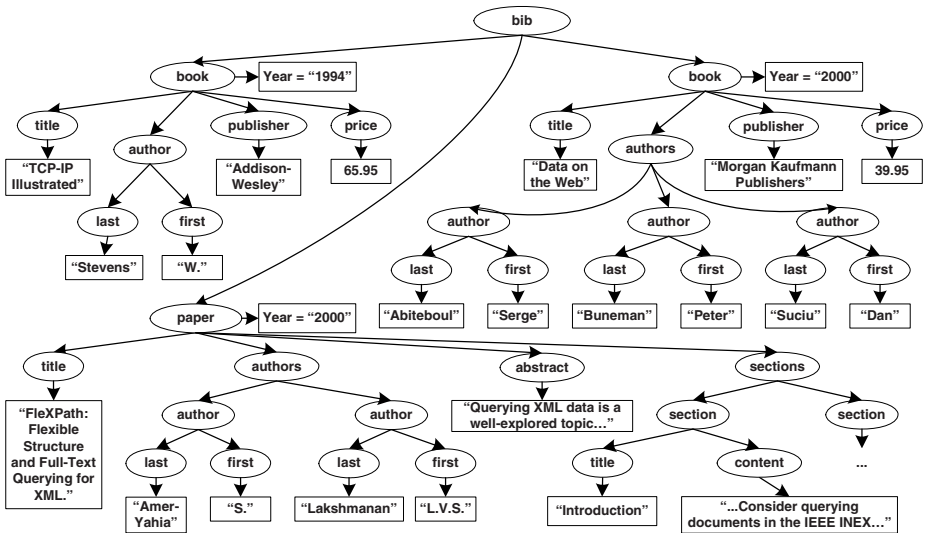 bib
book
Year = “1994”
book
Year = “2000”
title
publisher
price
title
publisher
price
author
authors
“TCP-IP
Illustrated”
“Addison-
Wesley”
65.95
“Data on
the Web”
“Morgan Kaufmann
Publishers”
39.95
last
first
author
author
author
“Stevens”
“W.”
last
first
last
first
last
first
“Abiteboul”
“Serge”
“Buneman”
“Peter”
“Suciu”
“Dan”
paper
Year = “2000”
title
authors
abstract
sections
“FleXPath:
Flexible
Structure
and Full-Text
Querying for
XML.”
author
author
“Querying XML data is a
well-explored topic…”
section
section
last
first
last
first
title
content
...
“Amer-
Yahia”
“S.”
“Lakshmanan”
“L.V.S.”
“Introduction”
“...Consider querying
documents in the IEEE INEX…”